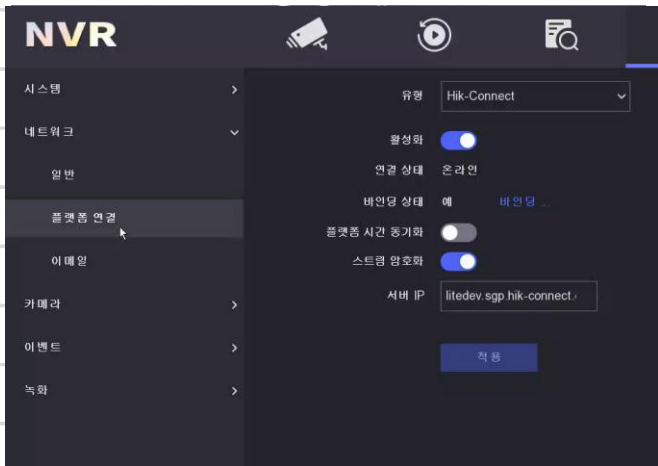 NVR
시스템
네트워크
일반
플랫폼 연결
이메일
카메라
이벤트
녹화
유형 Hik-Connect
활성화
연결 상태 온라인
바인딩 상태 예 바인딩 ...
플랫폼 시간 동기화
스트림 암호화
서버 IP litedev.sgp.hik-connect.
적용